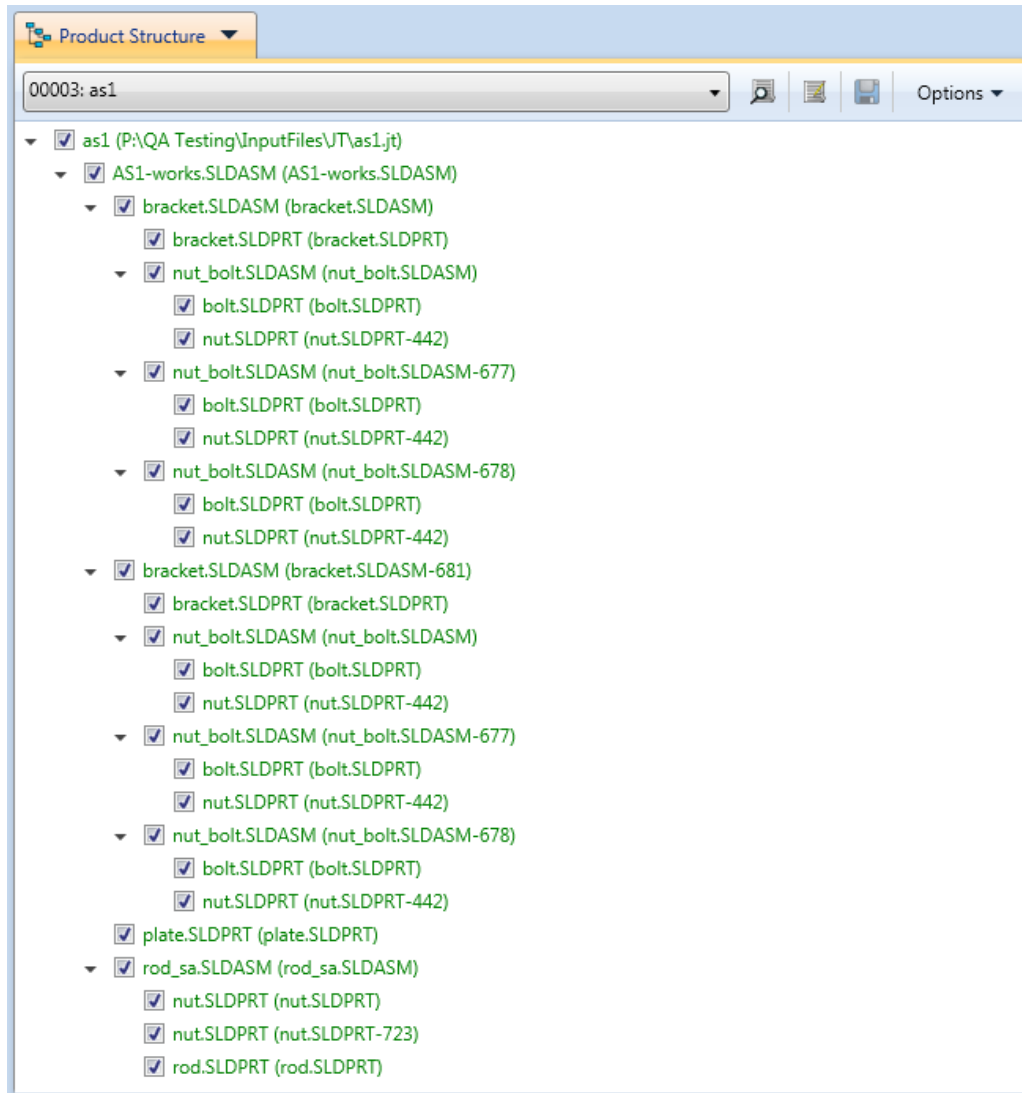 Product Structure
00003: as1
Options
as1 (P:\QA Testing\InputFiles\JT\as1.jt)
AS1-works.SLDASM (AS1-works.SLDASM)
bracket.SLDASM (bracket.SLDASM)
bracket.SLDPRT (bracket.SLDPRT)
nut_bolt.SLDASM (nut_bolt.SLDASM)
bolt.SLDPRT (bolt.SLDPRT)
nut.SLDPRT (nut.SLDPRT-442)
nut_bolt.SLDASM (nut_bolt.SLDASM-677)
bolt.SLDPRT (bolt.SLDPRT)
nut.SLDPRT (nut.SLDPRT-442)
nut_bolt.SLDASM (nut_bolt.SLDASM-678)
bolt.SLDPRT (bolt.SLDPRT)
nut.SLDPRT (nut.SLDPRT-442)
bracket.SLDASM (bracket.SLDASM-681)
bracket.SLDPRT (bracket.SLDPRT)
nut_bolt.SLDASM (nut_bolt.SLDASM)
bolt.SLDPRT (bolt.SLDPRT)
nut.SLDPRT (nut.SLDPRT-442)
nut_bolt.SLDASM (nut_bolt.SLDASM-677)
bolt.SLDPRT (bolt.SLDPRT)
nut.SLDPRT (nut.SLDPRT-442)
nut_bolt.SLDASM (nut_bolt.SLDASM-678)
bolt.SLDPRT (bolt.SLDPRT)
nut.SLDPRT (nut.SLDPRT-442)
plate.SLDPRT (plate.SLDPRT)
rod_sa.SLDASM (rod_sa.SLDASM)
nut.SLDPRT (nut.SLDPRT)
nut.SLDPRT (nut.SLDPRT-723)
rod.SLDPRT (rod.SLDPRT)